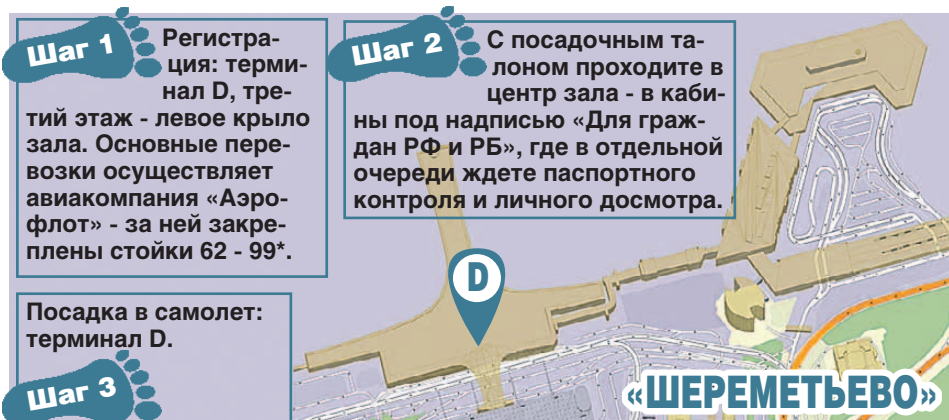 Шаг 1
Регистра-
ция: терми-
нал D, тре-
тий этаж - левое крыло
зала. Основные пере-
возки осуществляет
авиакомпания «Аэро-
флот» - за ней закре-
плены стойки 62 - 99*.
Шаг 2
С посадочным та-
лоном проходите в
центр зала - в каби-
ны под надписью «Для граж-
дан РФ и РБ», где в отдельной
очереди ждете паспортного
контроля и личного досмотра.
Посадка в самолет:
терминал D.
Шаг 3
D
«ШЕРЕМЕТЬЕВО»